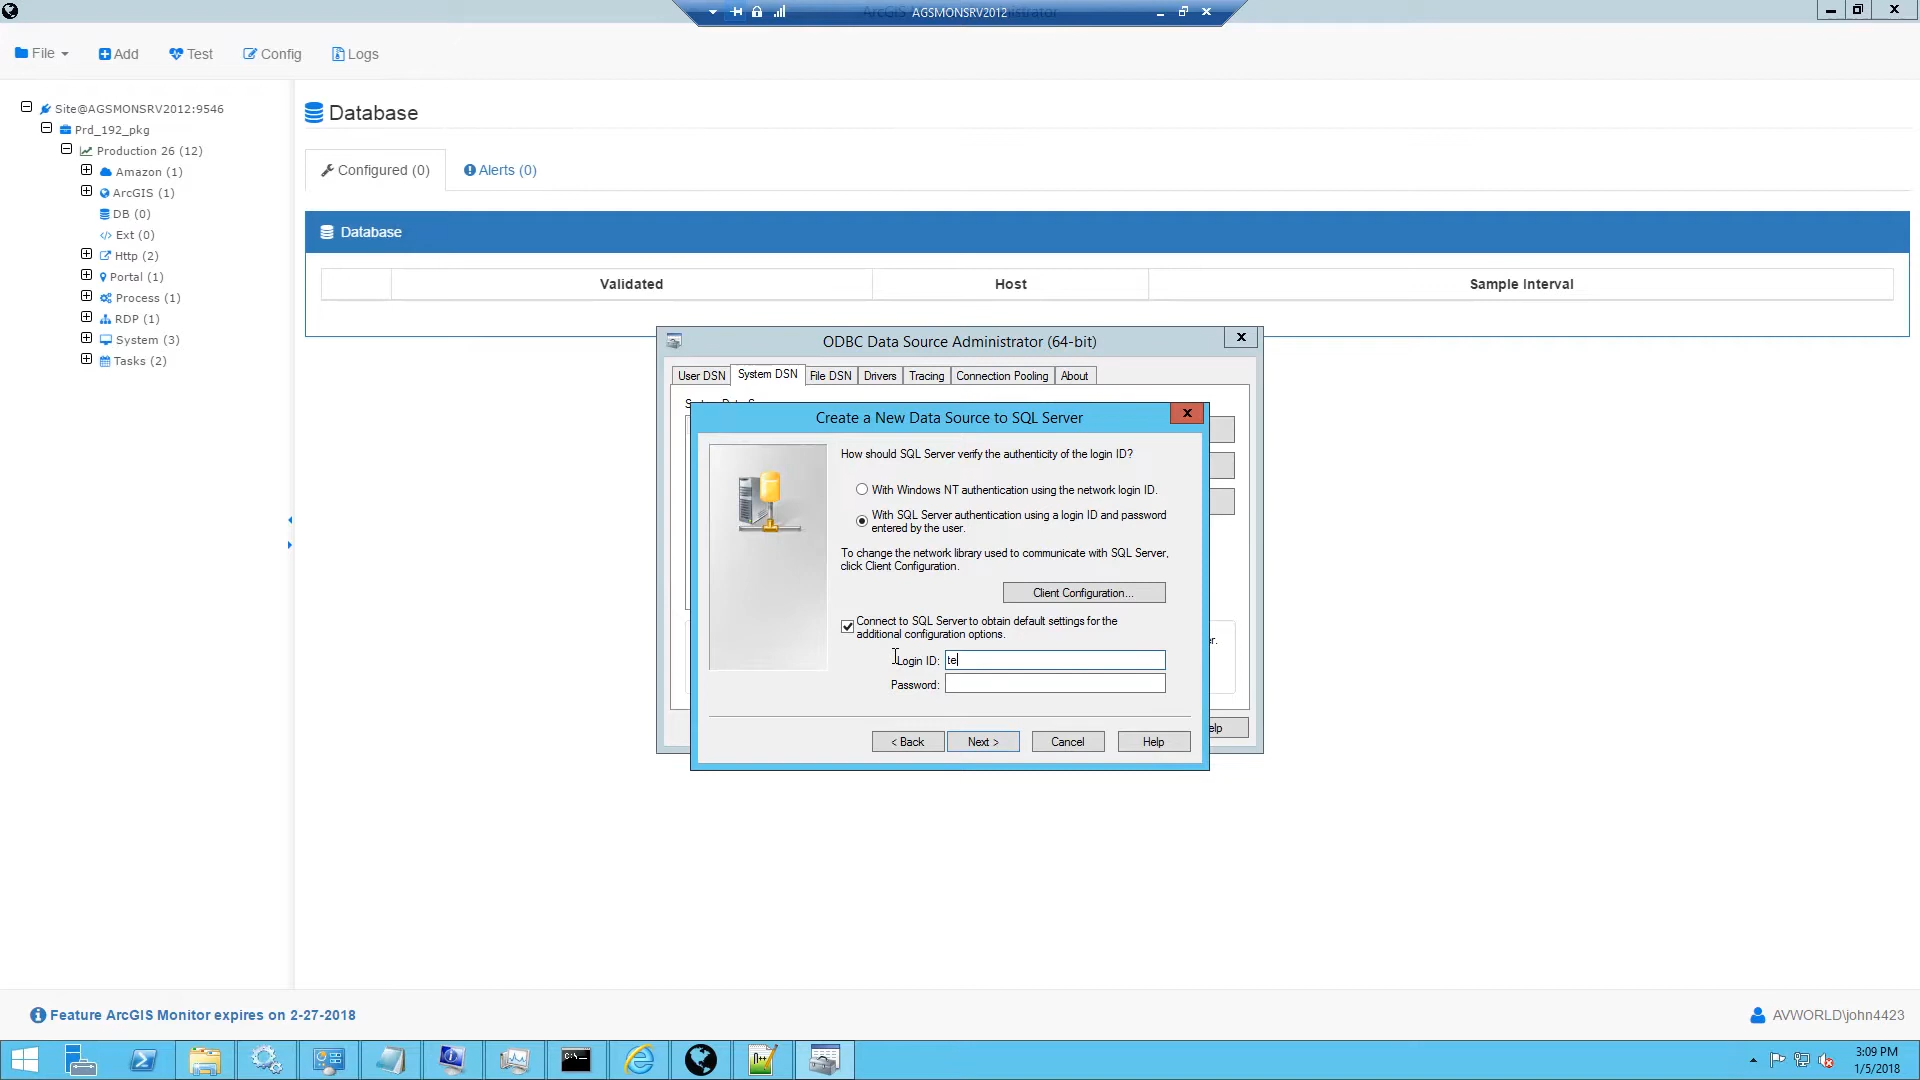 AGSMONSRV2012
File
Add
Test
Config
Logs
Site@AGSMONSRV2012:9546
Prd_192_pkg
Production 26 (12)
Amazon (1)
ArcGIS (1)
DB (0)
Ext (0)
Http (2)
Portal (1)
Process (1)
RDP (1)
System (3)
Tasks (2)
Database
Configured (0)
Alerts (0)
Database
Validated
Host
Sample Interval
ODBC Data Source Administrator (64-bit)
User DSN
System DSN
File DSN
Drivers
Tracing
Connection Pooling
About
Create a New Data Source to SQL Server
How should SQL Server verify the authenticity of the login ID?
With Windows NT authentication using the network login ID.
With SQL Server authentication using a login ID and password
entered by the user.
To change the network library used to communicate with SQL Server,
click Client Configuration.
Client Configuration...
Connect to SQL Server to obtain default settings for the
additional configuration options.
Login ID: te
Password:
< Back
Next >
Cancel
Help
Feature ArcGIS Monitor expires on 2-27-2018
AVWORLD\john4423
3:09 PM
1/5/2018